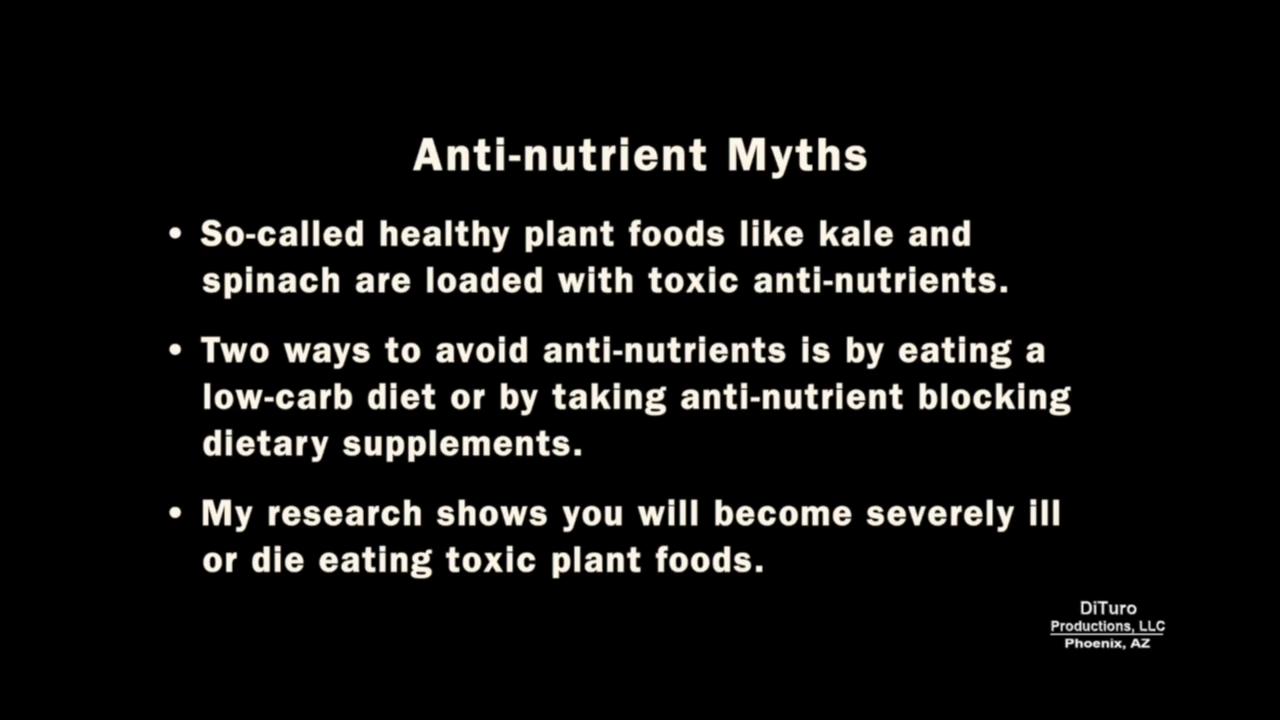 Anti-nutrient Myths
• So-called healthy plant foods like kale and
spinach are loaded with toxic anti-nutrients.
• Two ways to avoid anti-nutrients is by eating a
low-carb diet or by taking anti-nutrient blocking
dietary supplements.
• My research shows you will become severely ill
or die eating toxic plant foods.
DiTuro
Productions, LLC
Phoenix, AZ